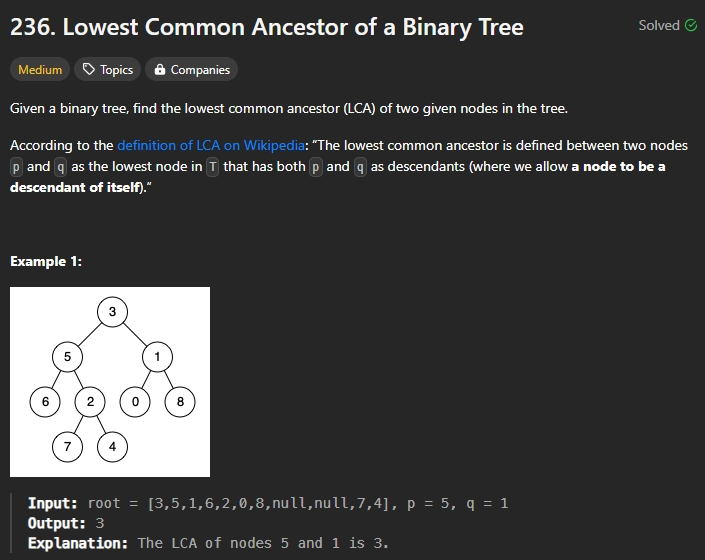 236. Lowest Common Ancestor of a Binary Tree
Solved
Medium
Topics
Companies
Given a binary tree, find the lowest common ancestor (LCA) of two given nodes in the tree.
According to the definition of LCA on Wikipedia: “The lowest common ancestor is defined between two nodes
p and q as the lowest node in T that has both p and q as descendants (where we allow a node to be a
descendant of itself).”
Example 1:
3
5 1
6 2 0 8
7 4
Input: root = [3,5,1,6,2,0,8,null,null,7,4], p = 5, q = 1
Output: 3
Explanation: The LCA of nodes 5 and 1 is 3.